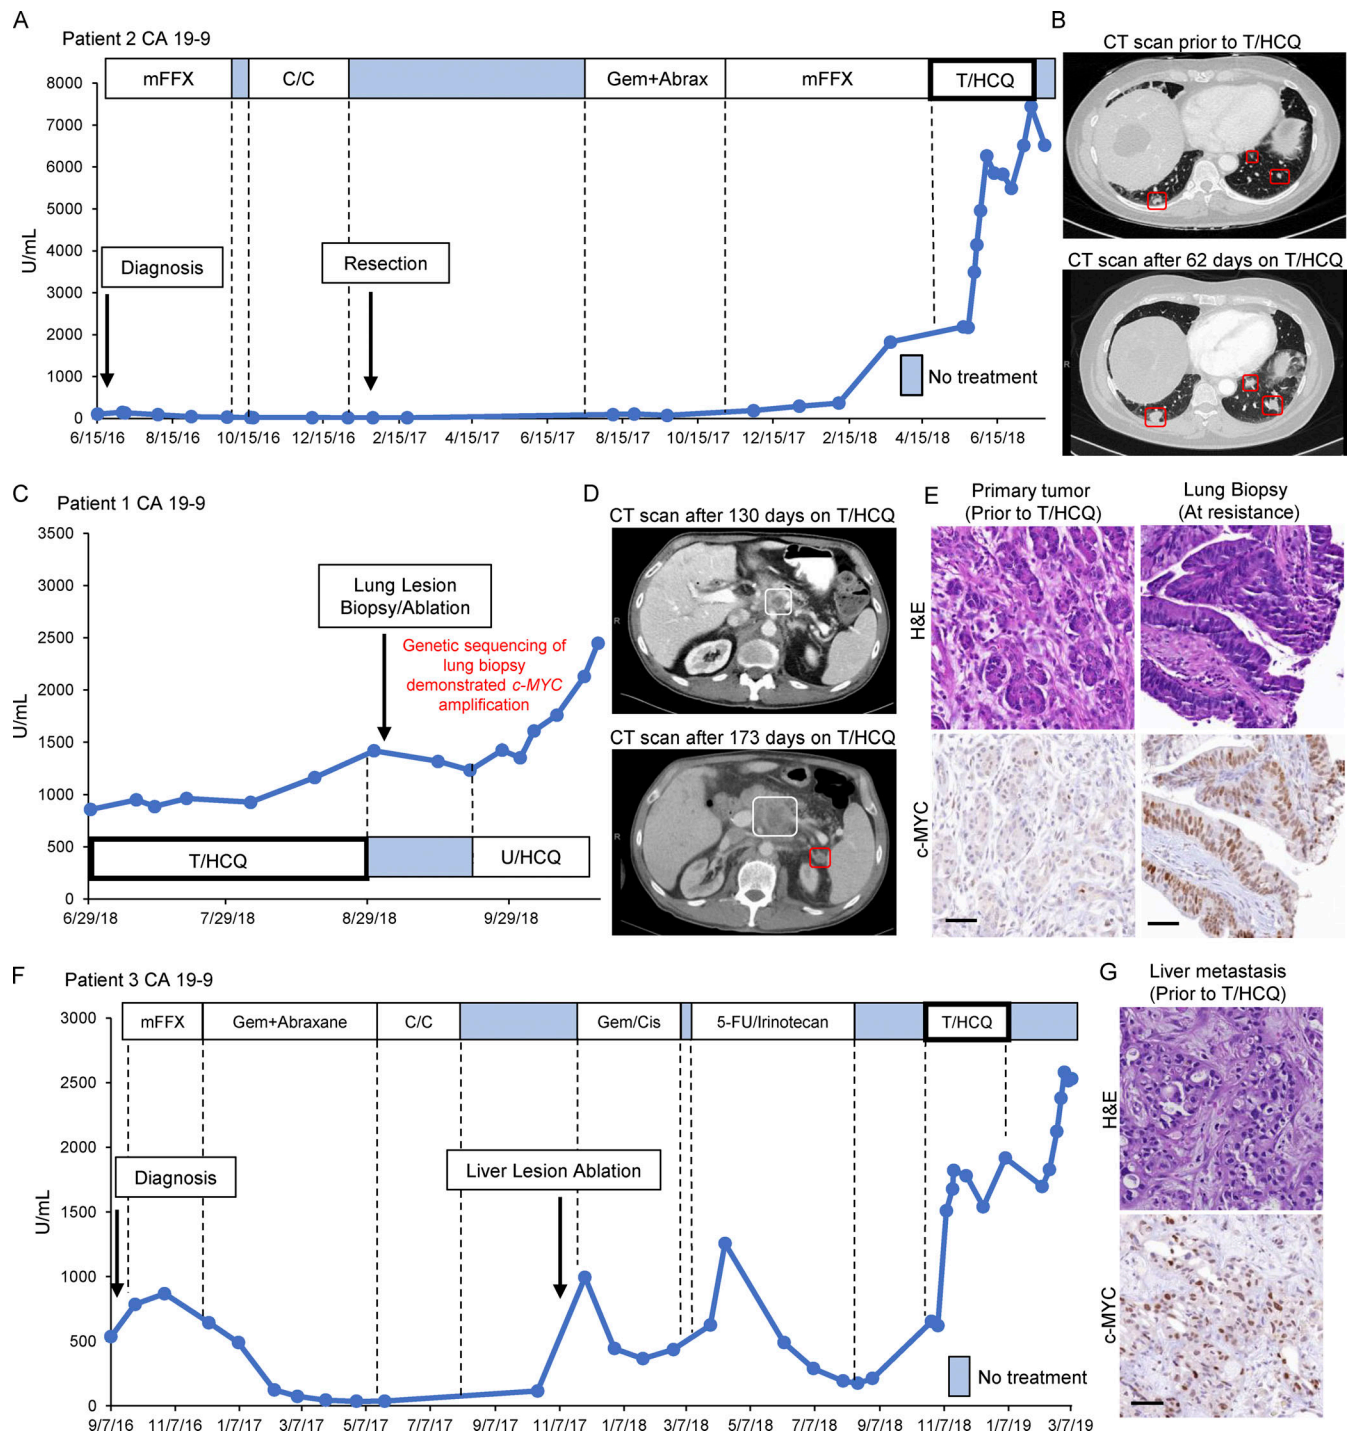 A
Patient 2 CA 19-9
mFFX
C/C
Gem+Abrax
mFFX
T/HCQ
8000
7000
6000
5000
4000
3000
2000
1000
0
U/mL
Diagnosis
Resection
No treatment
6/15/16
8/15/16
10/15/16
12/15/16
2/15/17
4/15/17
6/15/17
8/15/17
10/15/17
12/15/17
2/15/18
4/15/18
6/15/18
B
CT scan prior to T/HCQ
CT scan after 62 days on T/HCQ
R
C
Patient 1 CA 19-9
3500
3000
2500
2000
1500
1000
500
0
U/mL
Lung Lesion
Biopsy/Ablation
Genetic sequencing of
lung biopsy
demonstrated c-MYC
amplification
T/HCQ
U/HCQ
6/29/18
7/29/18
8/29/18
9/29/18
D
CT scan after 130 days on T/HCQ
R
CT scan after 173 days on T/HCQ
R
E
Primary tumor
(Prior to T/HCQ)
Lung Biopsy
(At resistance)
H&E
c-MYC
F
Patient 3 CA 19-9
mFFX
Gem+Abraxane
C/C
Gem/Cis
5-FU/Irinotecan
T/HCQ
3000
2500
2000
1500
1000
500
0
U/mL
Diagnosis
Liver Lesion Ablation
No treatment
9/7/16
11/7/16
1/7/17
3/7/17
5/7/17
7/7/17
9/7/17
11/7/17
1/7/18
3/7/18
5/7/18
7/7/18
9/7/18
11/7/18
1/7/19
3/7/19
G
Liver metastasis
(Prior to T/HCQ)
H&E
c-MYC